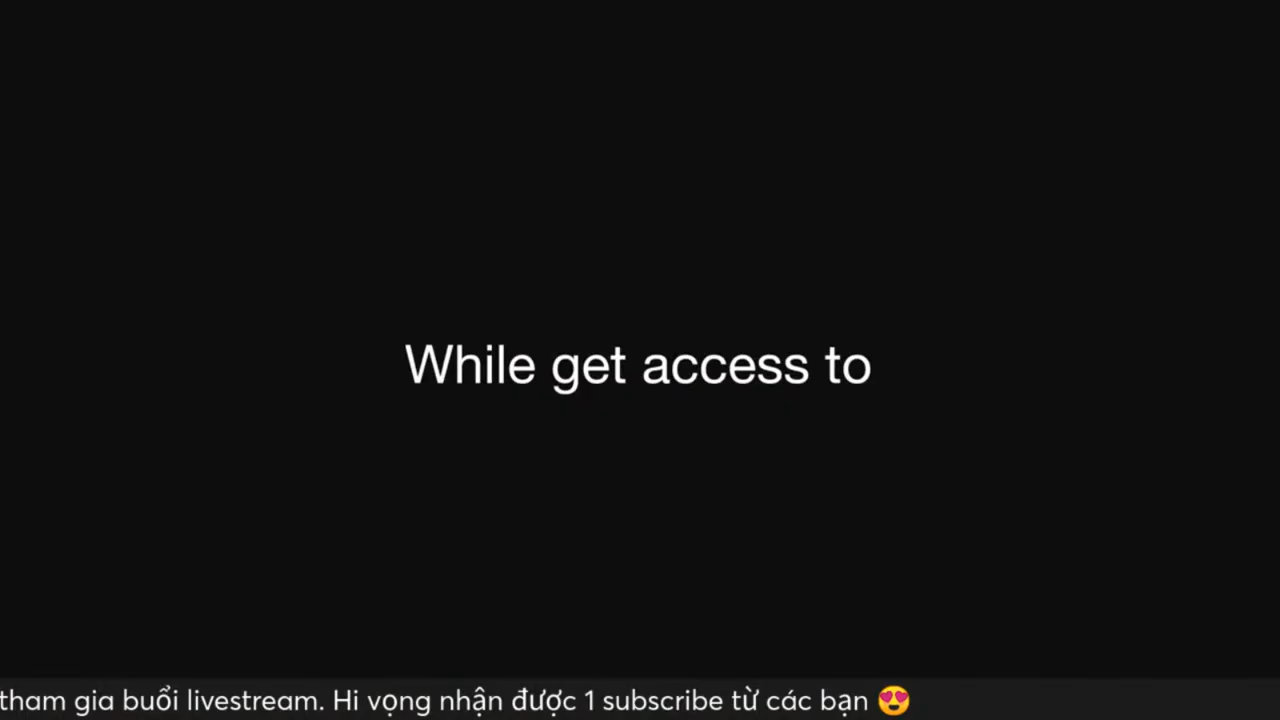 While get access to
tham gia buổi livestream. Hi vọng nhận được 1 subscribe từ các bạn 😍